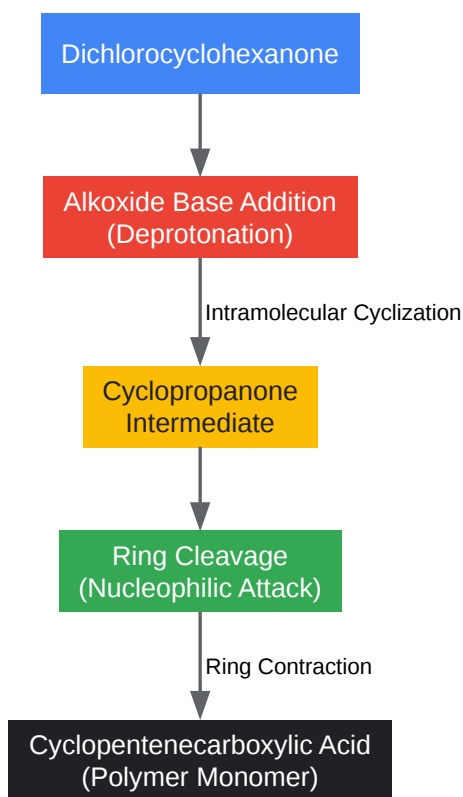 Dichlorocyclohexanone
Alkoxide Base Addition
(Deprotonation)
Intramolecular Cyclization
Cyclopropanone
Intermediate
Ring Cleavage
(Nucleophilic Attack)
Ring Contraction
Cyclopentenecarboxylic Acid
(Polymer Monomer)